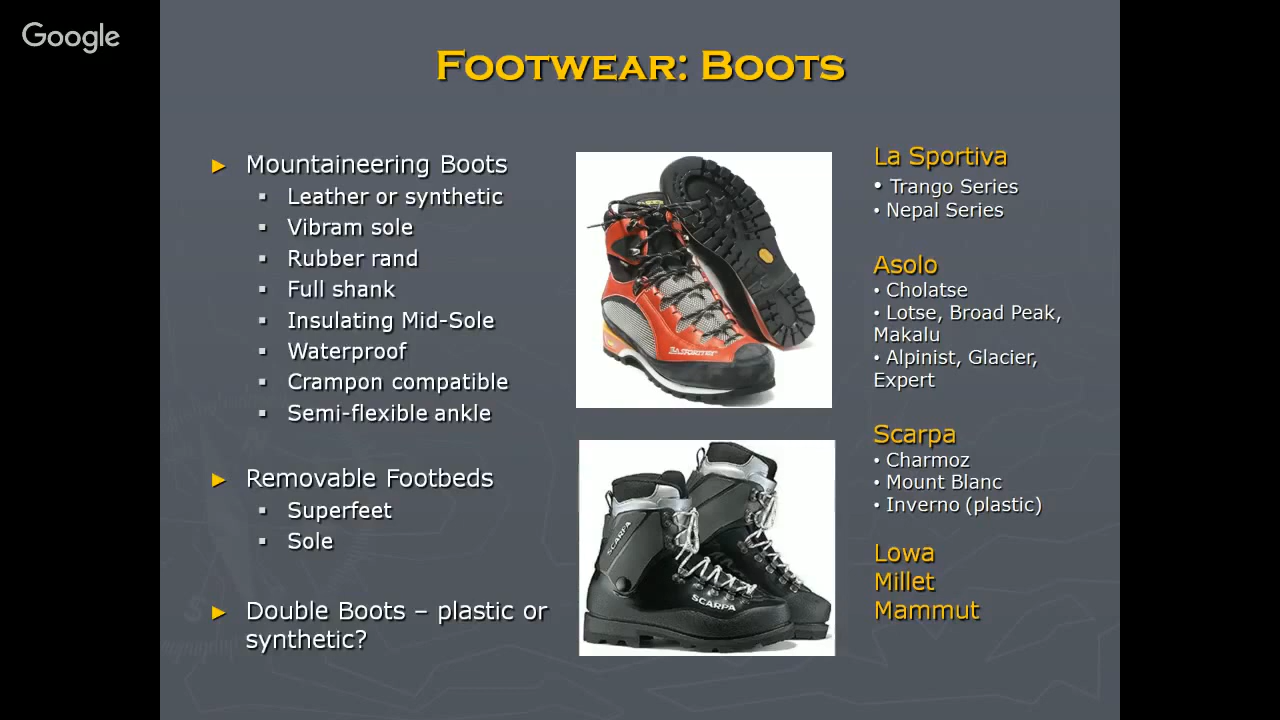 Google
Footwear: Boots
Mountaineering Boots
Leather or synthetic
Vibram sole
Rubber rand
Full shank
Insulating Mid-Sole
Waterproof
Crampon compatible
Semi-flexible ankle
Removable Footbeds
Superfeet
Sole
Double Boots – plastic or
synthetic?
La Sportiva
• Trango Series
• Nepal Series
Asolo
• Cholatse
• Lotse, Broad Peak,
Makalu
• Alpinist, Glacier,
Expert
Scarpa
• Charmoz
• Mount Blanc
• Inverno (plastic)
Lowa
Millet
Mammut
LA SPORTIVA
SCARPA
SCARPA
N
S